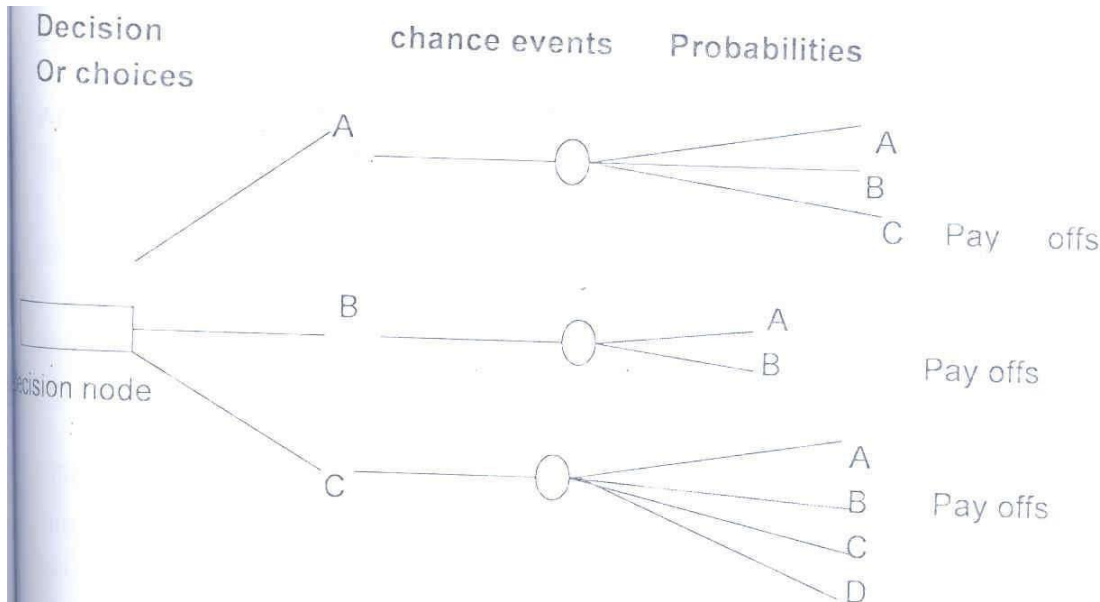 Decision
Or choices
chance events
Probabilities
A
A
B
C Pay offs
B
A
B
Pay offs
ecision node
C
A
B
Pay offs
C
D